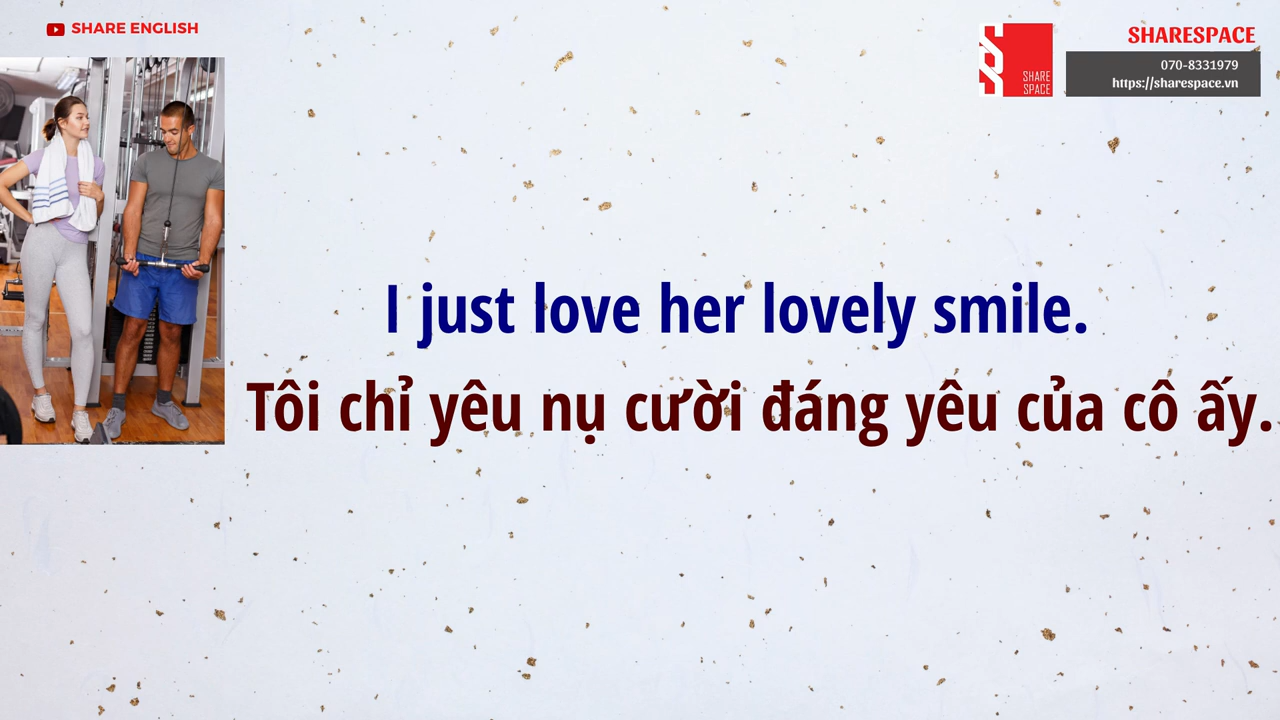 SHARE ENGLISH
SHARE
SPACE
SHARESPACE
070-8331979
https://sharespace.vn
I just love her lovely smile.
Tôi chỉ yêu nụ cười đáng yêu của cô ấy.